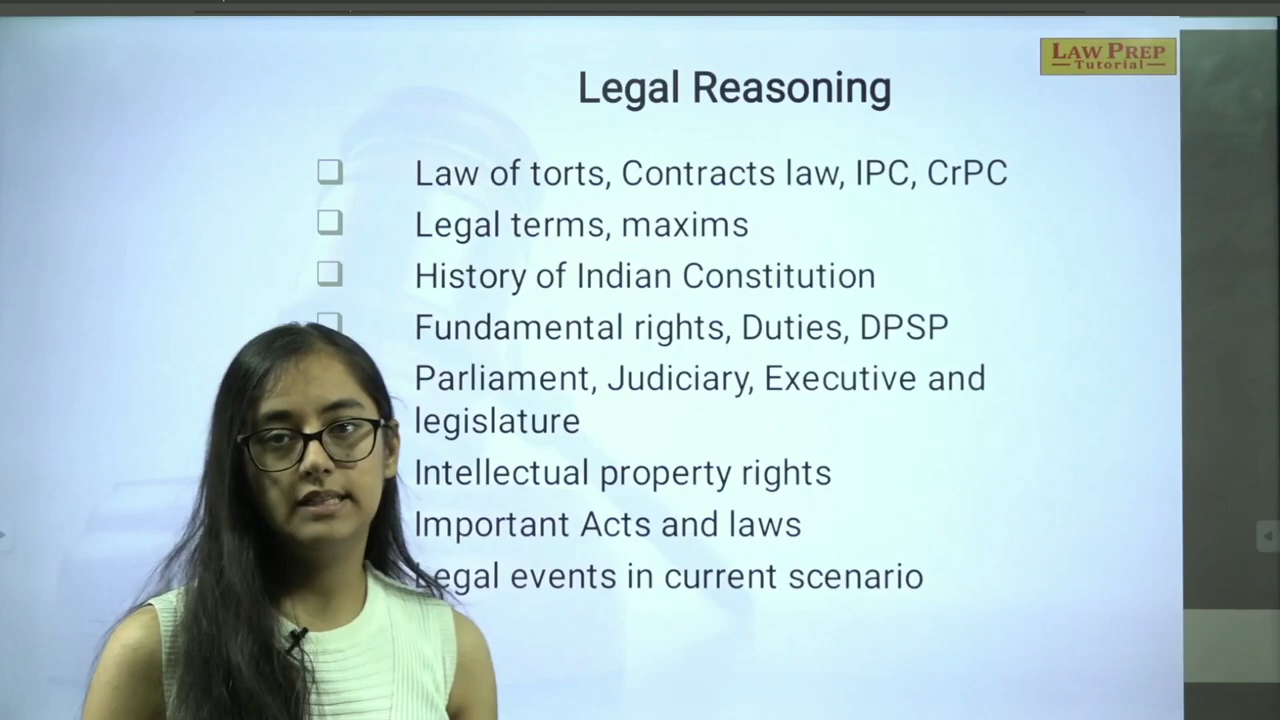 LAW PREP
Tutorial
Legal Reasoning
Law of torts, Contracts law, IPC, CrPC
Legal terms, maxims
History of Indian Constitution
Fundamental rights, Duties, DPSP
Parliament, Judiciary, Executive and
legislature
Intellectual property rights
Important Acts and laws
Legal events in current scenario